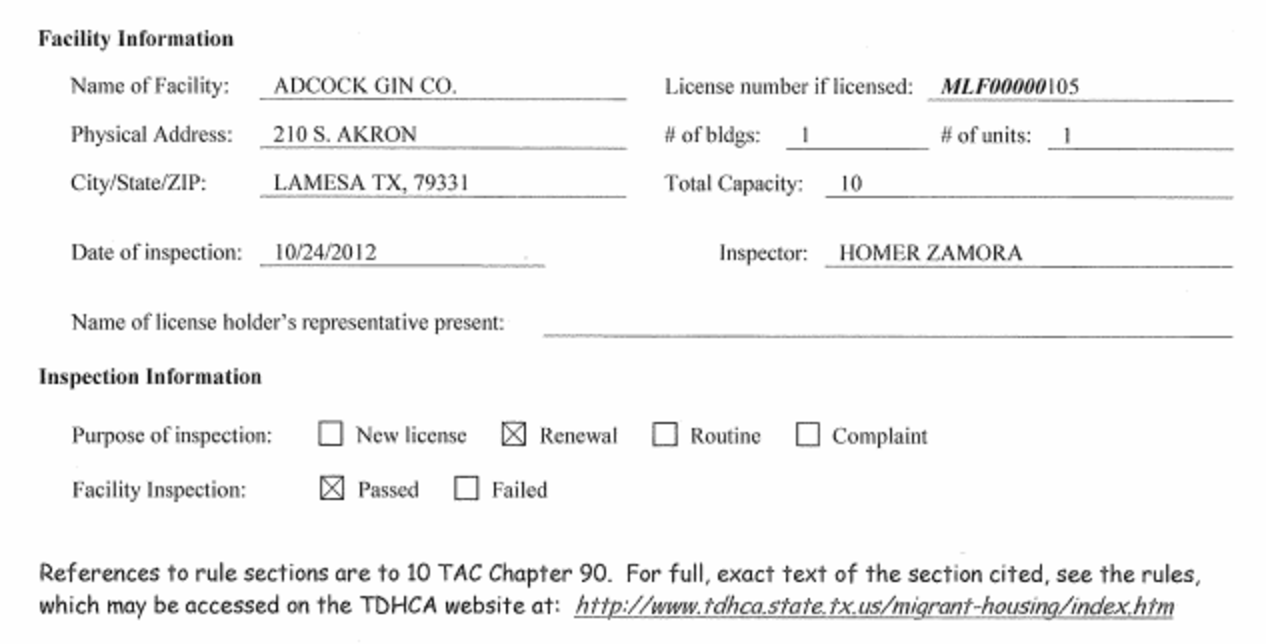 Facility Information
Name of Facility: ADCOCK GIN CO. License number if licensed: MLF00000105
Physical Address: 210 S. AKRON # of bldgs: 1 # of units: 1
City/State/ZIP: LAMESA TX, 79331 Total Capacity: 10
Date of inspection: 10/24/2012 Inspector: HOMER ZAMORA
Name of license holder's representative present:
Inspection Information
Purpose of inspection: ☐ New license ☒ Renewal ☐ Routine ☐ Complaint
Facility Inspection: ☒ Passed ☐ Failed
References to rule sections are to 10 TAC Chapter 90. For full, exact text of the section cited, see the rules,
which may be accessed on the TDHCA website at: http://www.tdhca.state.tx.us/migrant-housing/index.htm